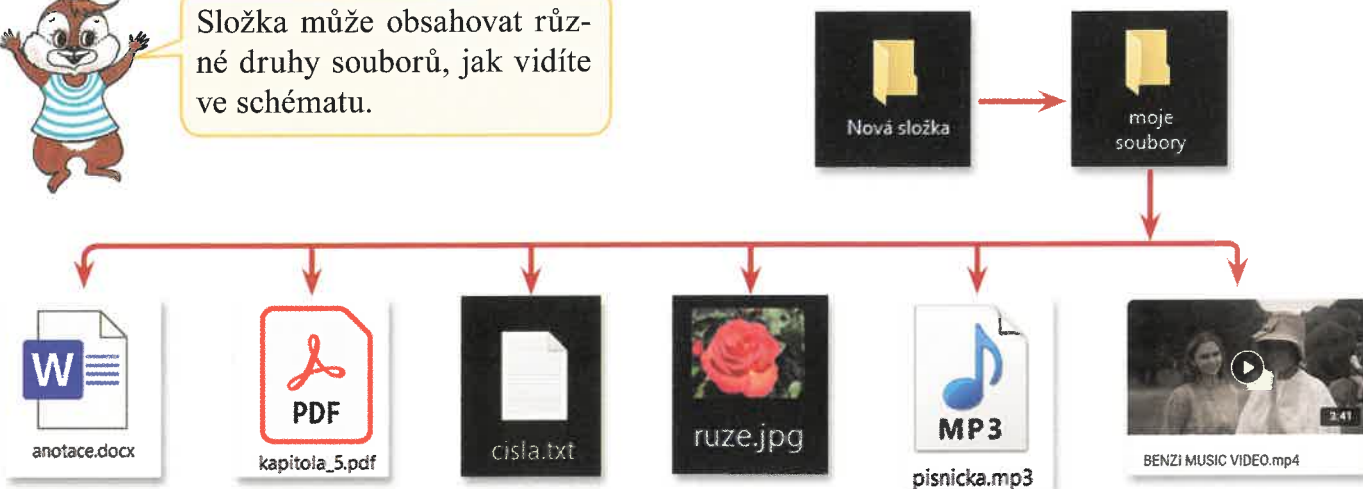 Složka může obsahovat růz-
né druhy souborů, jak vidíte
ve schématu.
Nová složka
moje
soubory
W
anotace.docx
PDF
kapitola_5.pdf
cisla.txt
ruze.jpg
MP3
pisnicka.mp3
2:41
BENZi MUSIC VIDEO.mp4